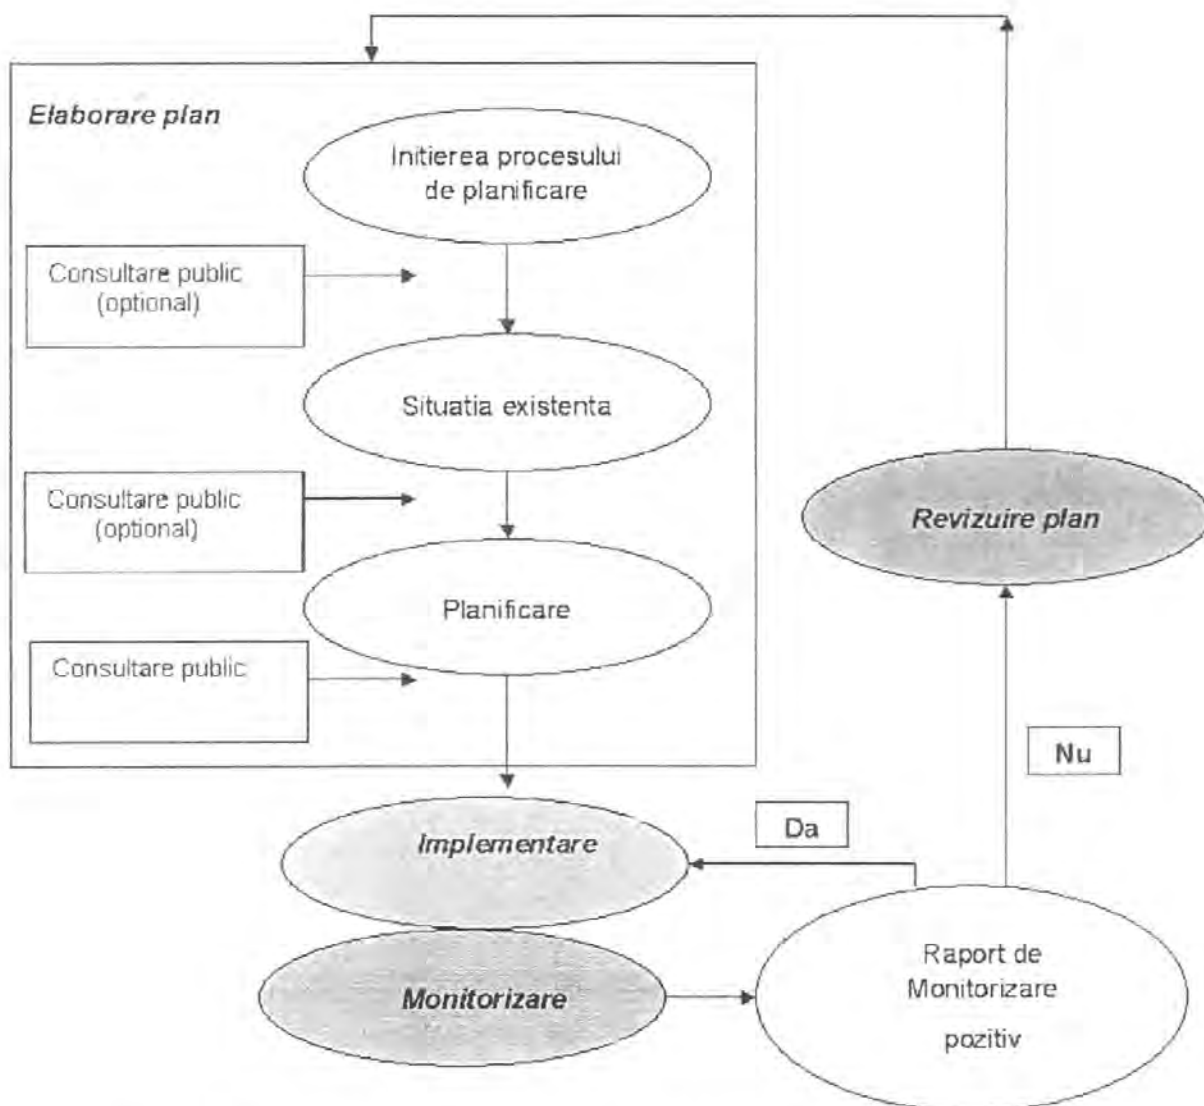 Elaborare plan
Initierea procesului
de planificare
Consultare public
(optional)
Situatia existenta
Consultare public
(optional)
Revizuire plan
Planificare
Consultare public
Nu
Da
Implementare
Raport de
Monitorizare
pozitiv
Monitorizare